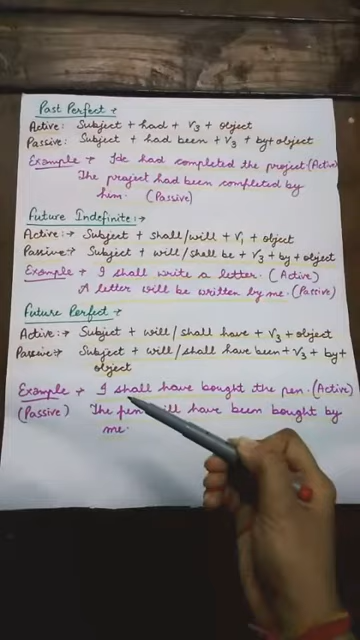 Past Perfect →
Active: Subject + had + V3 + object
Passive: Subject + had been + V3 + by + object
Example → Ide had completed the project (Active)
The project had been completed by
him. (Passive)
Future Indefinite :→
Active :→ Subject + shall/will + V1 + object
Passive :→ Subject + will/shall be + V3 + by + object
Example → I shall write a letter. (Active)
A letter will be written by me. (Passive)
Future Perfect →
Active :→ Subject + will/shall have + V3 + object
Passive :→ Subject + will/shall have been + V3 + by +
object
Example → I shall have bought the pen. (Active)
(Passive) The pen will have been bought by
me.